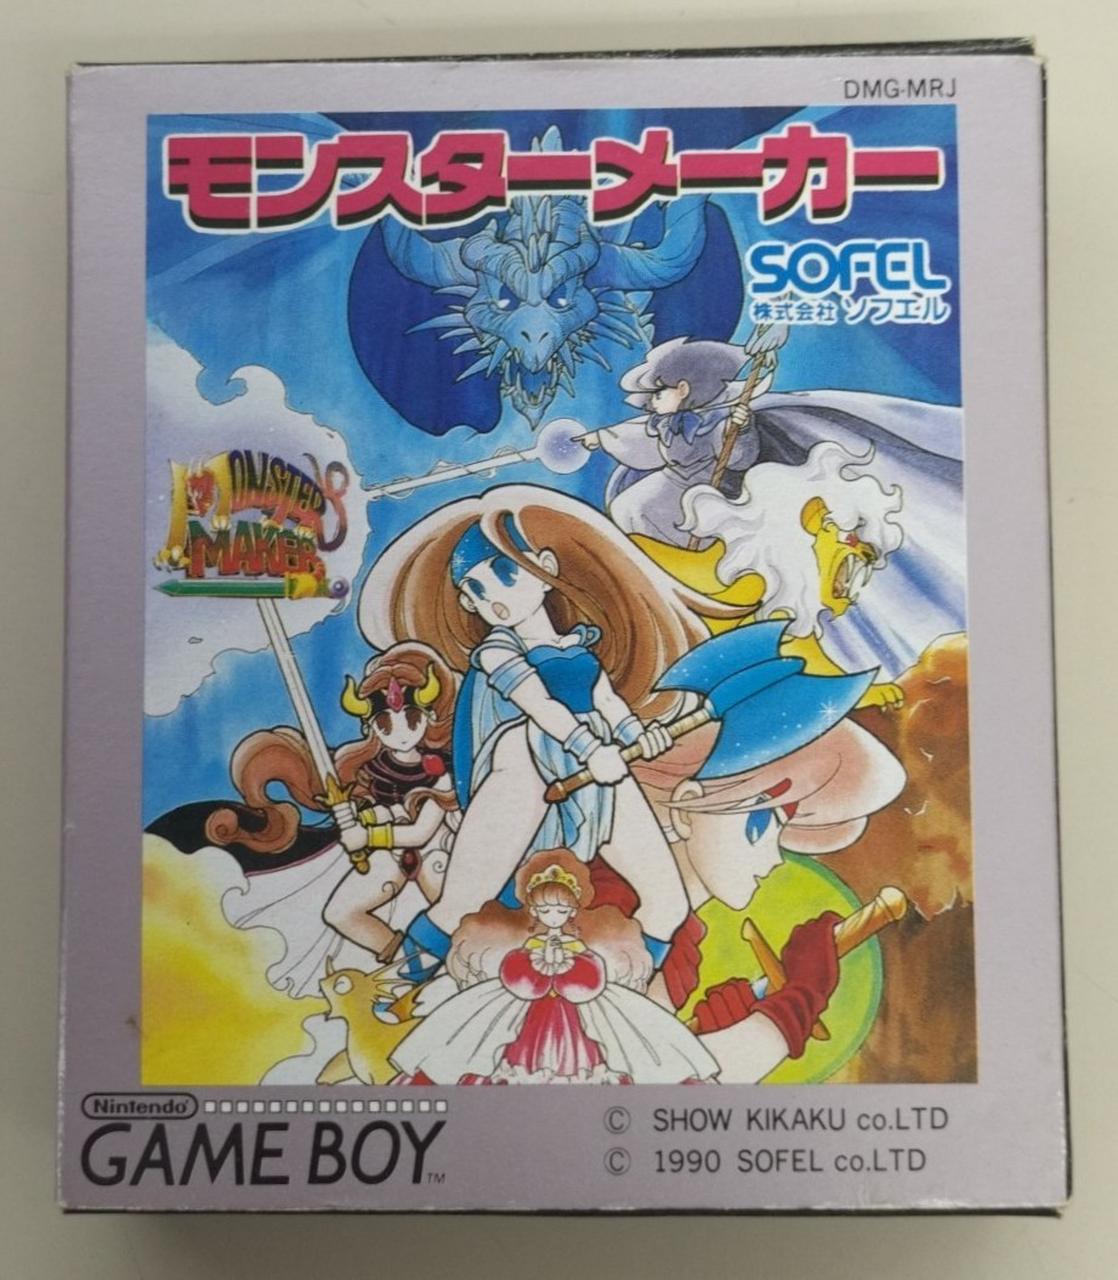 DMG-MRJ
モンスターメーカー
SOFEL
株式会社 ソフエル
MONSTER
MAKER
Nintendo
GAME BOY TM
© SHOW KIKAKU co.LTD
© 1990 SOFEL co.LTD